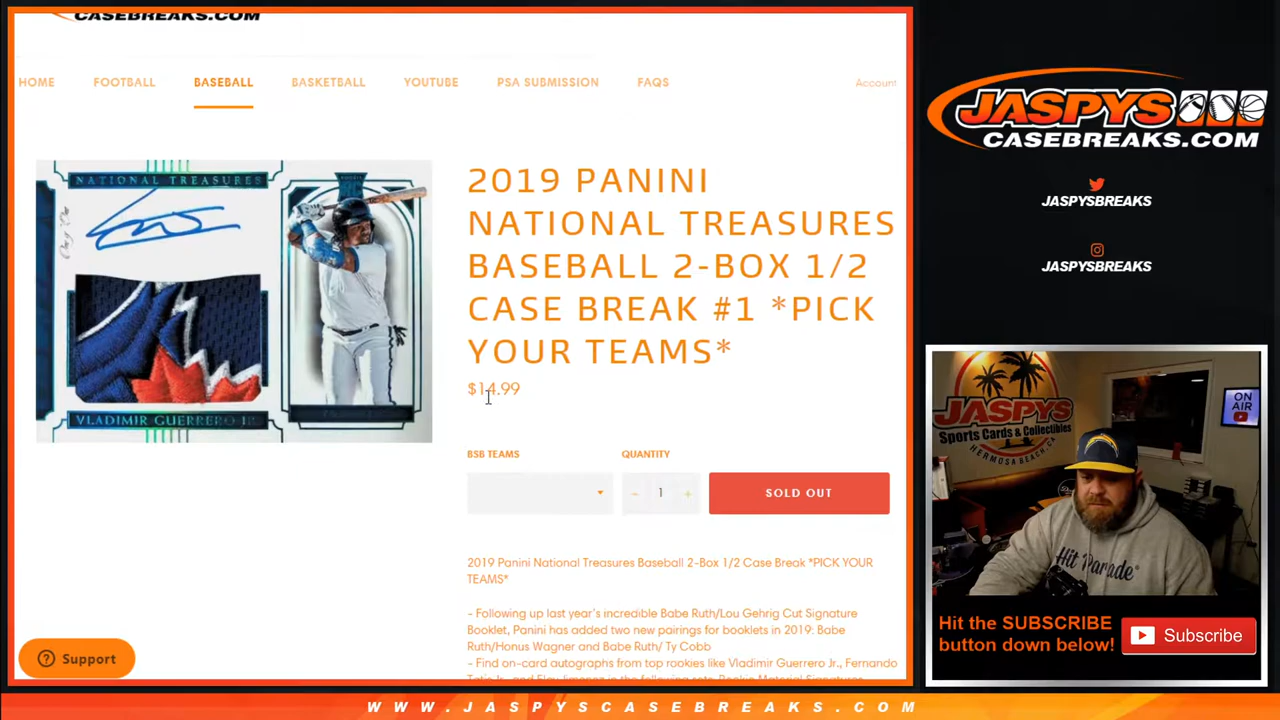 CASEBREAKS.COM
HOME FOOTBALL BASEBALL BASKETBALL YOUTUBE PSA SUBMISSION FAQS Account
NATIONAL TREASURES
VLADIMIR GUERRERO JR.
2019 PANINI
NATIONAL TREASURES
BASEBALL 2-BOX 1/2
CASE BREAK #1 *PICK
YOUR TEAMS*
$14.99
BSB TEAMS QUANTITY
1
SOLD OUT
2019 Panini National Treasures Baseball 2-Box 1/2 Case Break *PICK YOUR
TEAMS*
- Following up last year's incredible Babe Ruth/Lou Gehrig Cut Signature
Booklet, Panini has added two new pairings for booklets in 2019: Babe
Ruth/Honus Wagner and Babe Ruth/ Ty Cobb
- Find on-card autographs from top rookies like Vladimir Guerrero Jr., Fernando
Support
JASPYS
CASEBREAKS.COM
JASPYSBREAKS
JASPYSBREAKS
JASPYS
Sports Cards & Collectibles
HERMOSA BEACH, CA
ON
AIR
Hit Parade
Hit the SUBSCRIBE
button down below!
Subscribe
WWW.JASPYSCASEBREAKS.COM